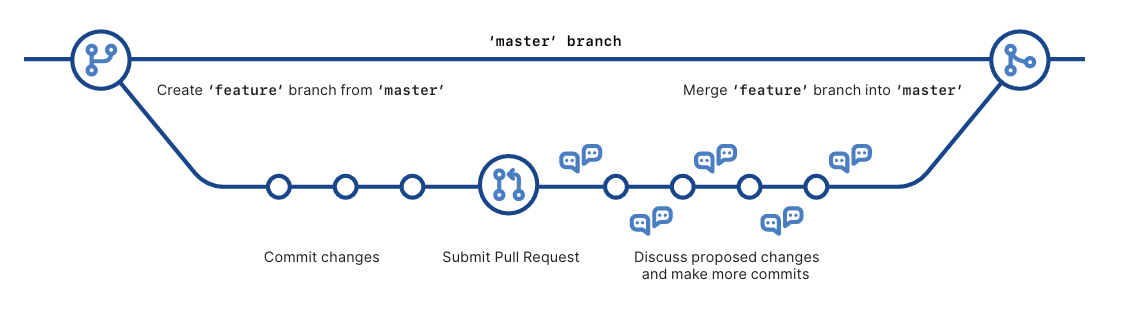 ‘master’ branch
Create ‘feature’ branch from ‘master’
Merge ‘feature’ branch into ‘master’
Commit changes
Submit Pull Request
Discuss proposed changes
and make more commits